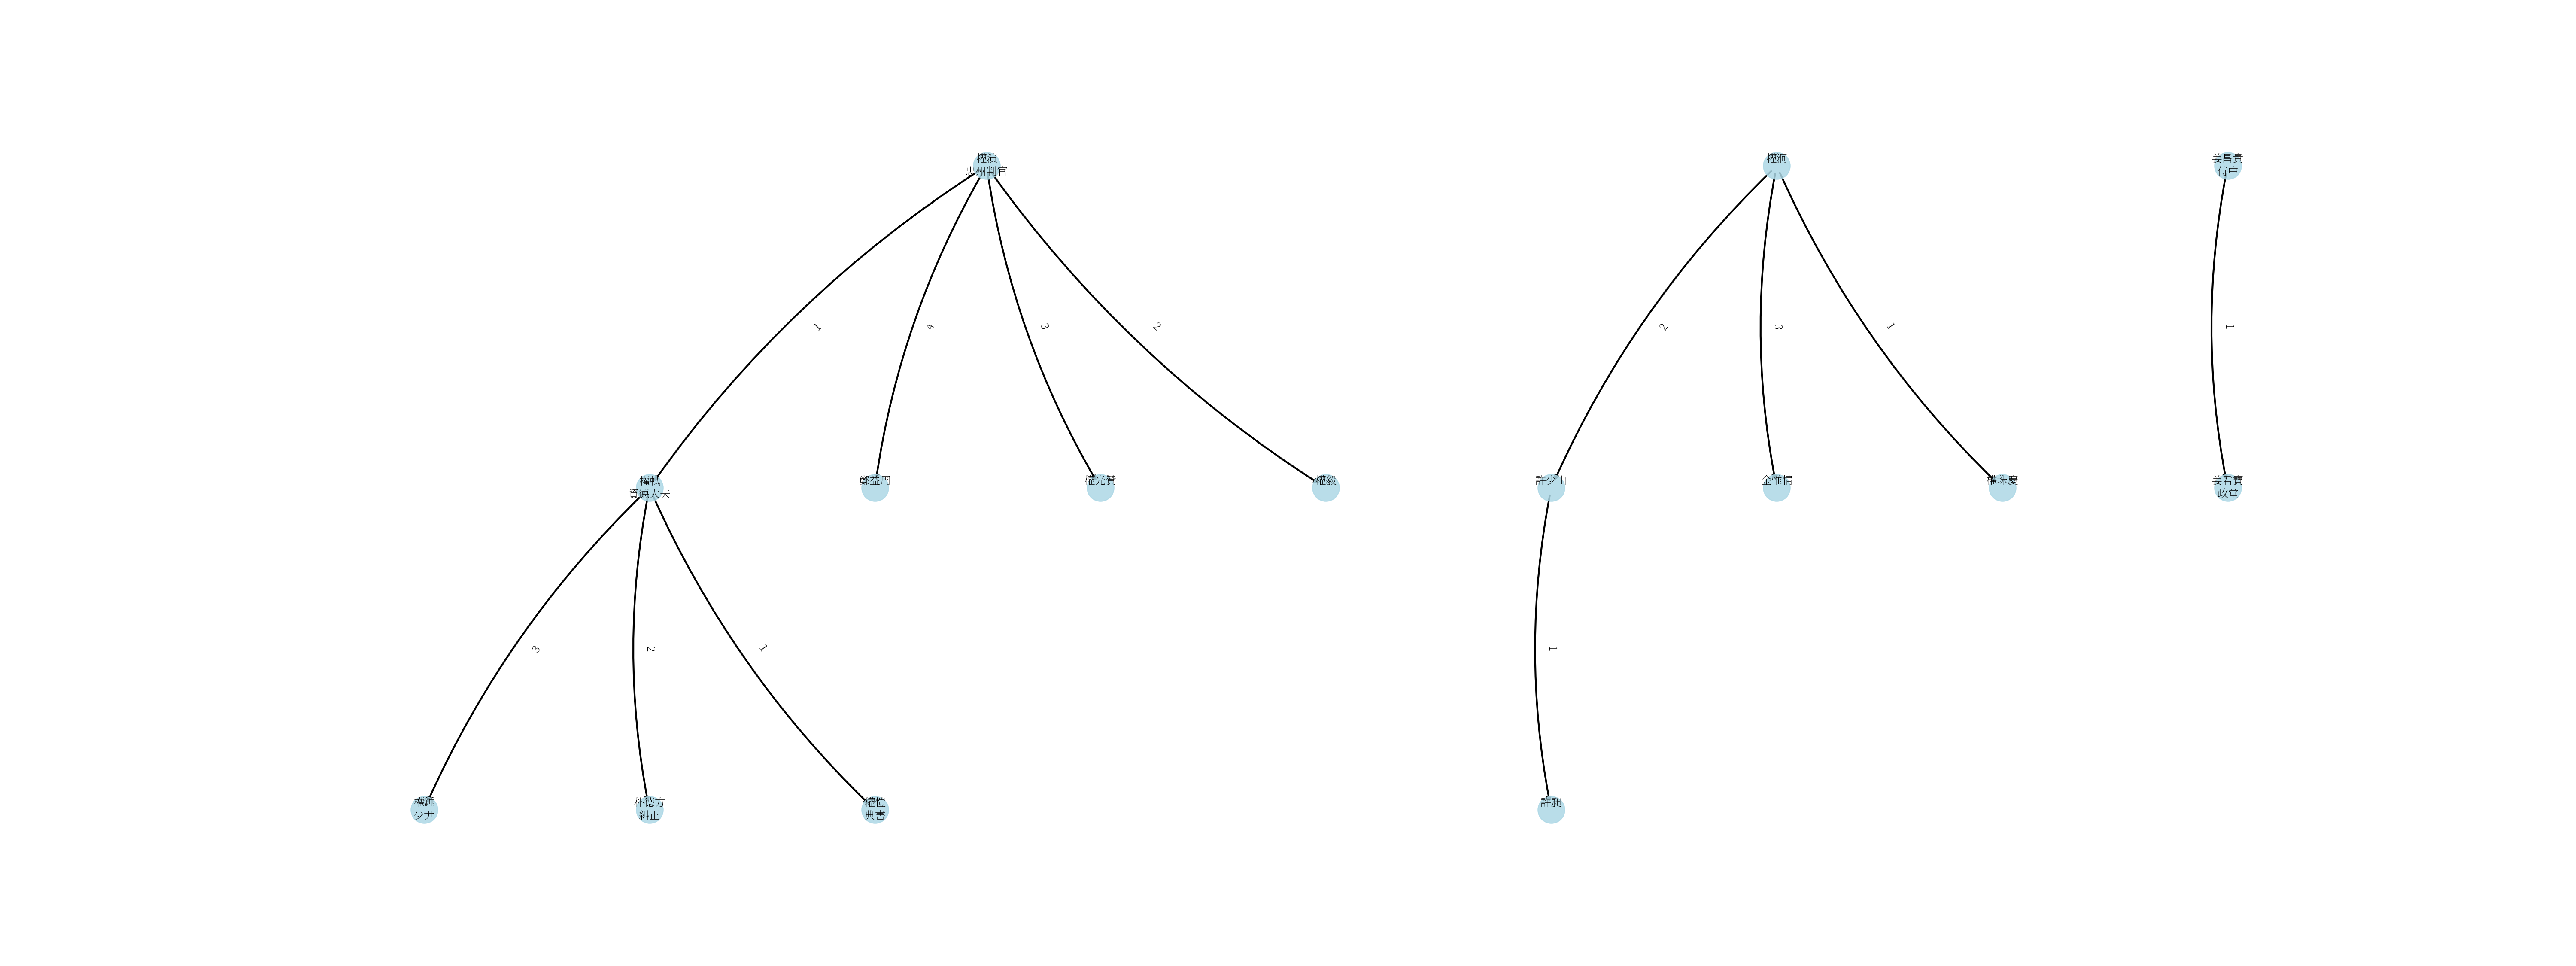 權演
忠州判官
權洞
姜昌貴
侍中
1
4
3
2
2
3
1
1
權軾
資德大夫
鄭益周
權光贊
權毅
許少由
金惟情
權珠慶
姜君寶
政堂
3
2
1
1
權踵
少尹
朴德方
糾正
權愷
典書
許昶